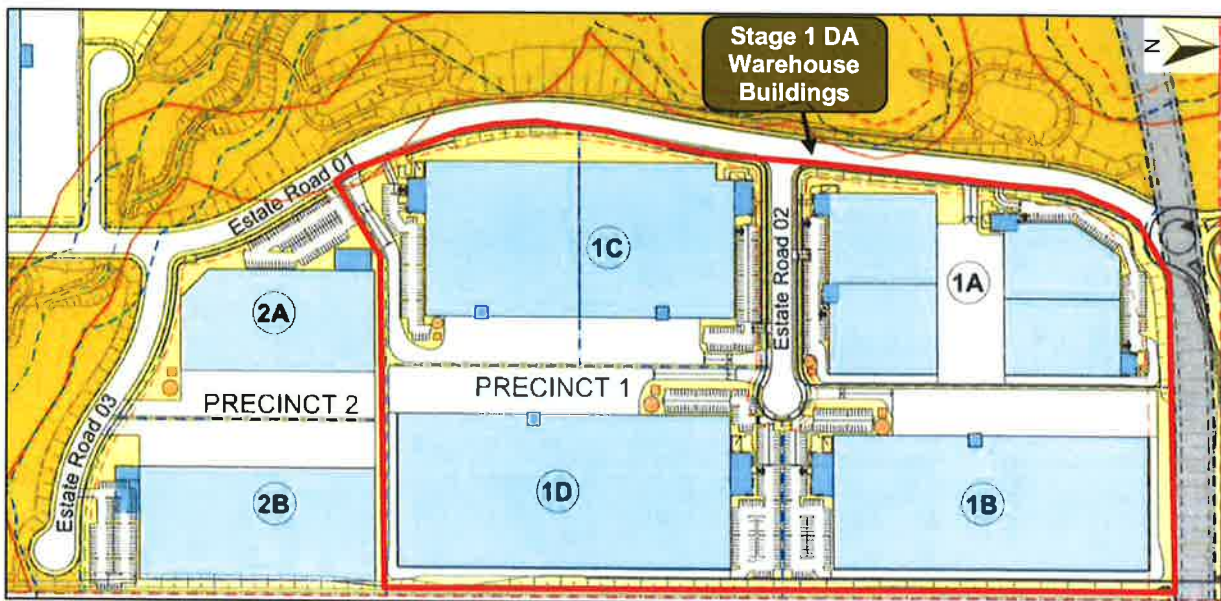 Stage 1 DA
Warehouse
Buildings
N
Estate Road 01
1C
Estate Road 02
1A
2A
PRECINCT 1
PRECINCT 2
Estate Road 03
2B
1D
1B